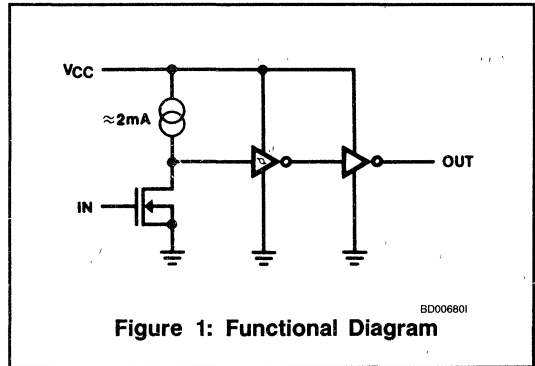 VCC
≈2mA
IN
OUT
BD00680I
Figure 1: Functional Diagram